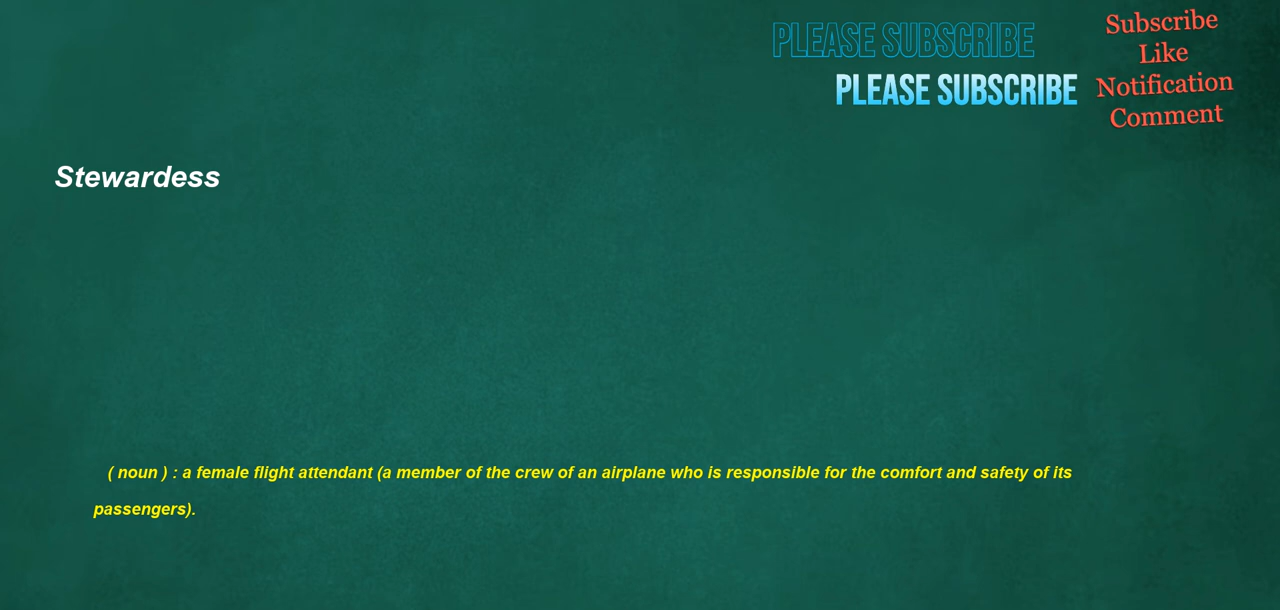 PLEASE SUBSCRIBE
PLEASE SUBSCRIBE
Subscribe
Like
Notification
Comment
Stewardess
( noun ) : a female flight attendant (a member of the crew of an airplane who is responsible for the comfort and safety of its
passengers).